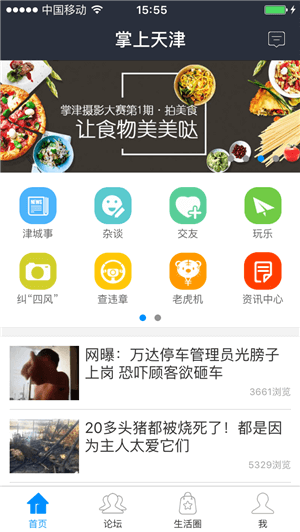 中国移动 15:55
掌上天津
掌津摄影大赛第1期·拍美食
让食物美美哒
NEWS
津城事 杂谈 交友 玩乐
纠“四风” 查违章 老虎机 资讯中心
网曝：万达停车管理员光膀子
上岗 恐吓顾客欲砸车
3661浏览
20多头猪都被烧死了！都是因
为主人太爱它们
5329浏览
首页 论坛 生活圈 我